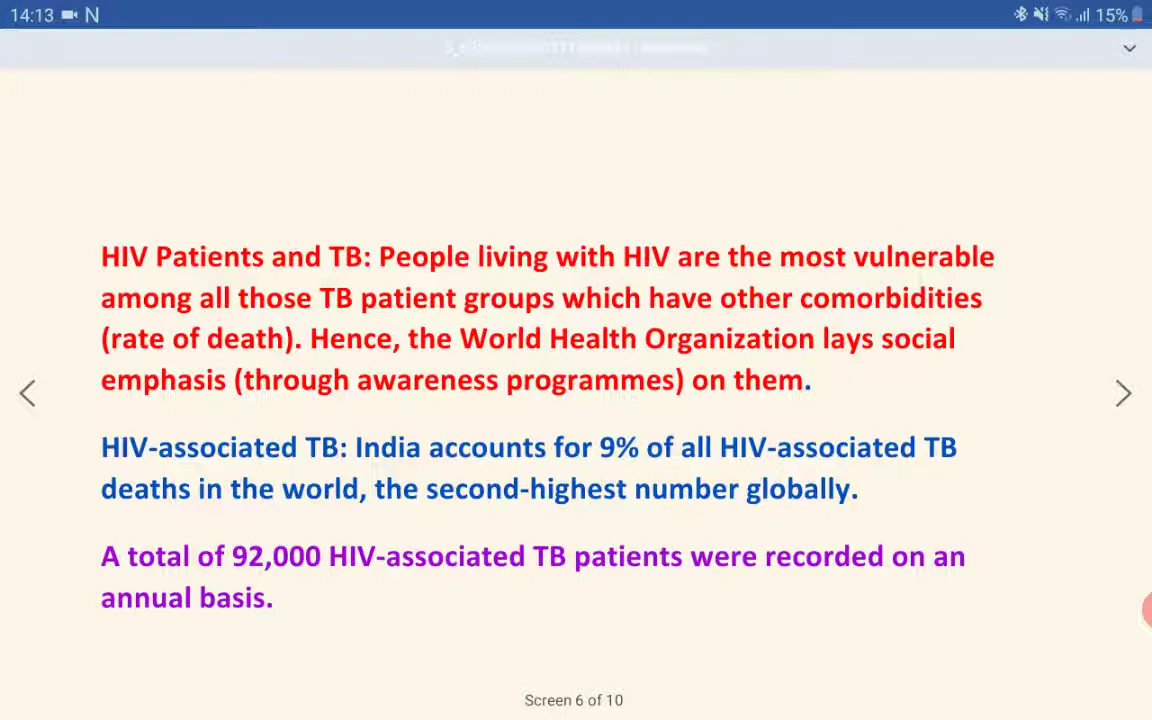 14:13 N 15%
HIV Patients and TB: People living with HIV are the most vulnerable
among all those TB patient groups which have other comorbidities
(rate of death). Hence, the World Health Organization lays social
emphasis (through awareness programmes) on them.
HIV-associated TB: India accounts for 9% of all HIV-associated TB
deaths in the world, the second-highest number globally.
A total of 92,000 HIV-associated TB patients were recorded on an
annual basis.
Screen 6 of 10